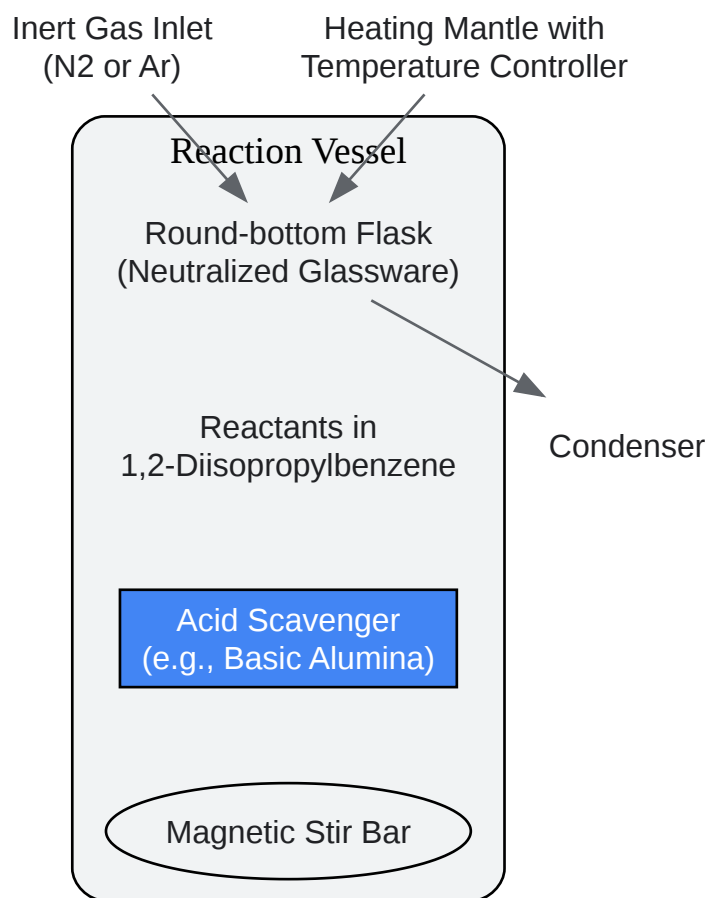 Inert Gas Inlet
(N2 or Ar)
Heating Mantle with
Temperature Controller
Reaction Vessel
Round-bottom Flask
(Neutralized Glassware)
Reactants in
1,2-Diisopropylbenzene
Condenser
Acid Scavenger
(e.g., Basic Alumina)
Magnetic Stir Bar